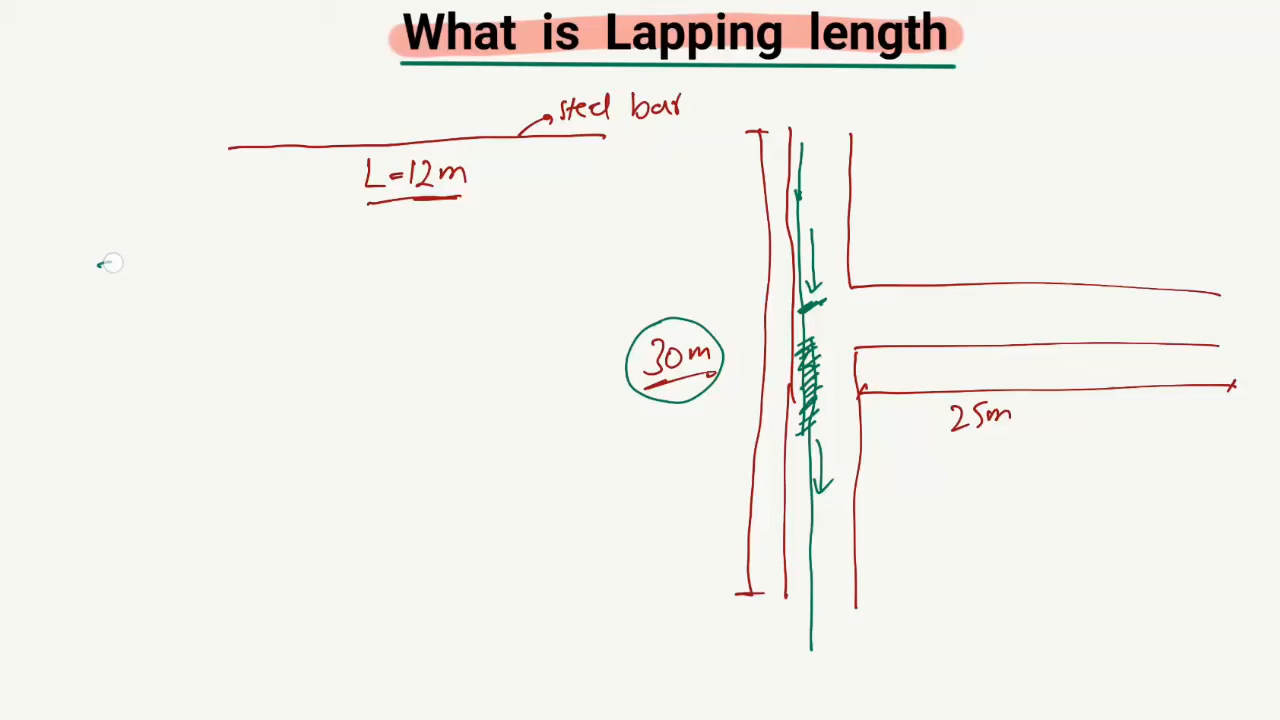 What is Lapping length
steel bar
L=12m
30m
25m